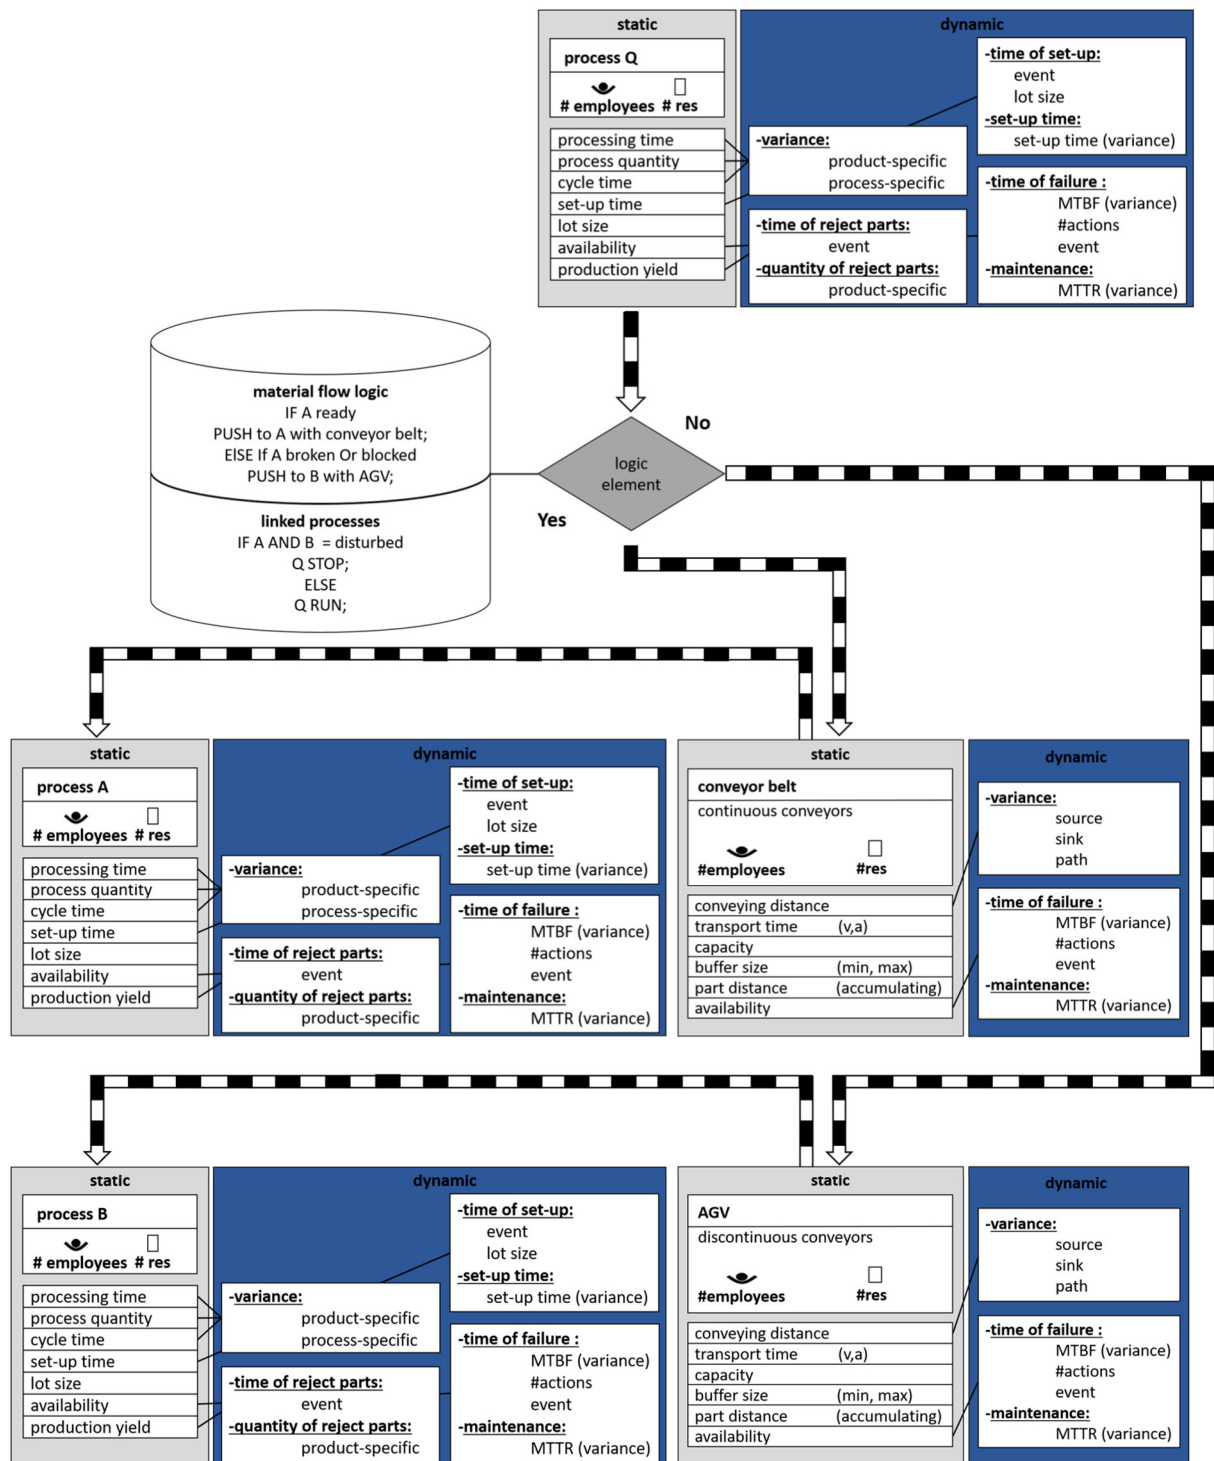 static
process Q
# employees # res
processing time
process quantity
cycle time
set-up time
lot size
availability
production yield
dynamic
-variance:
product-specific
process-specific
-time of reject parts:
event
-quantity of reject parts:
product-specific
-time of set-up:
event
lot size
-set-up time:
set-up time (variance)
-time of failure :
MTBF (variance)
#actions
event
-maintenance:
MTTR (variance)
material flow logic
IF A ready
PUSH to A with conveyor belt;
ElSE If A broken Or blocked
PUSH to B with AGV;
linked processes
IF A AND B = disturbed
Q STOP;
ELSE
Q RUN;
logic
element
No
Yes
static
process A
# employees # res
processing time
process quantity
cycle time
set-up time
lot size
availability
production yield
dynamic
-variance:
product-specific
process-specific
-time of reject parts:
event
-quantity of reject parts:
product-specific
-time of set-up:
event
lot size
-set-up time:
set-up time (variance)
-time of failure :
MTBF (variance)
#actions
event
-maintenance:
MTTR (variance)
static
conveyor belt
continuous conveyors
#employees #res
conveying distance
transport time (v,a)
capacity
buffer size (min, max)
part distance (accumulating)
availability
dynamic
-variance:
source
sink
path
-time of failure :
MTBF (variance)
#actions
event
-maintenance:
MTTR (variance)
static
process B
# employees # res
processing time
process quantity
cycle time
set-up time
lot size
availability
production yield
dynamic
-variance:
product-specific
process-specific
-time of reject parts:
event
-quantity of reject parts:
product-specific
-time of set-up:
event
lot size
-set-up time:
set-up time (variance)
-time of failure :
MTBF (variance)
#actions
event
-maintenance:
MTTR (variance)
static
AGV
discontinuous conveyors
#employees #res
conveying distance
transport time (v,a)
capacity
buffer size (min, max)
part distance (accumulating)
availability
dynamic
-variance:
source
sink
path
-time of failure :
MTBF (variance)
#actions
event
-maintenance:
MTTR (variance)